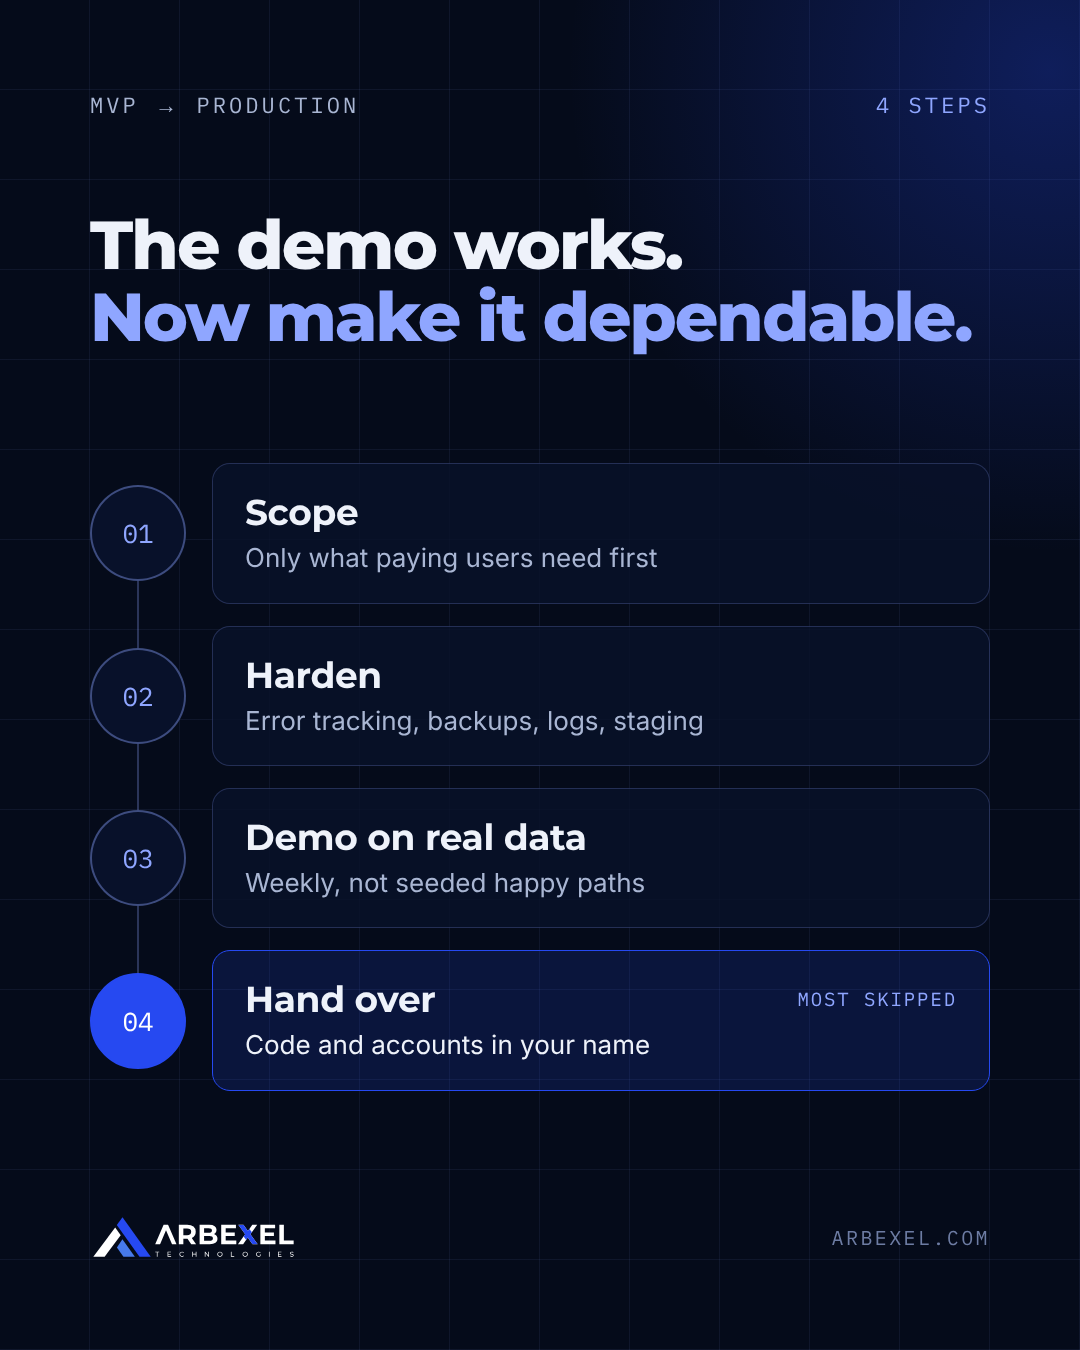 MVP → PRODUCTION
4 STEPS
The demo works.
Now make it dependable.
01
Scope
Only what paying users need first
02
Harden
Error tracking, backups, logs, staging
03
Demo on real data
Weekly, not seeded happy paths
04
Hand over
MOST SKIPPED
Code and accounts in your name
ARBEXEL
TECHNOLOGIES
ARBEXEL.COM